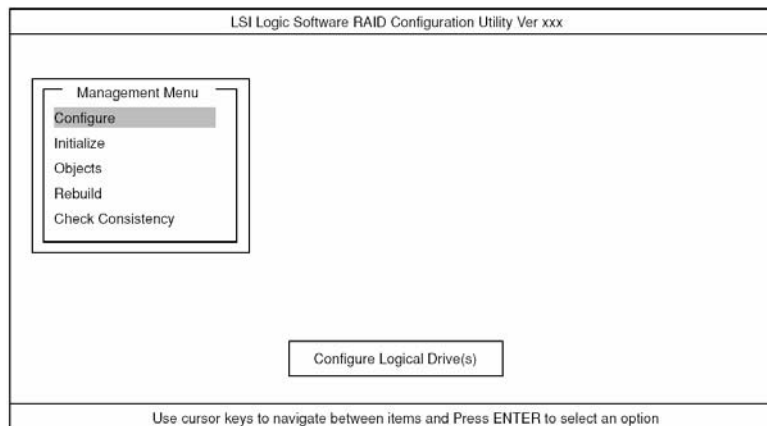 LSI Logic Software RAID Configuration Utility Ver xxx
Management Menu
Configure
Initialize
Objects
Rebuild
Check Consistency
Configure Logical Drive(s)
Use cursor keys to navigate between items and Press ENTER to select an option